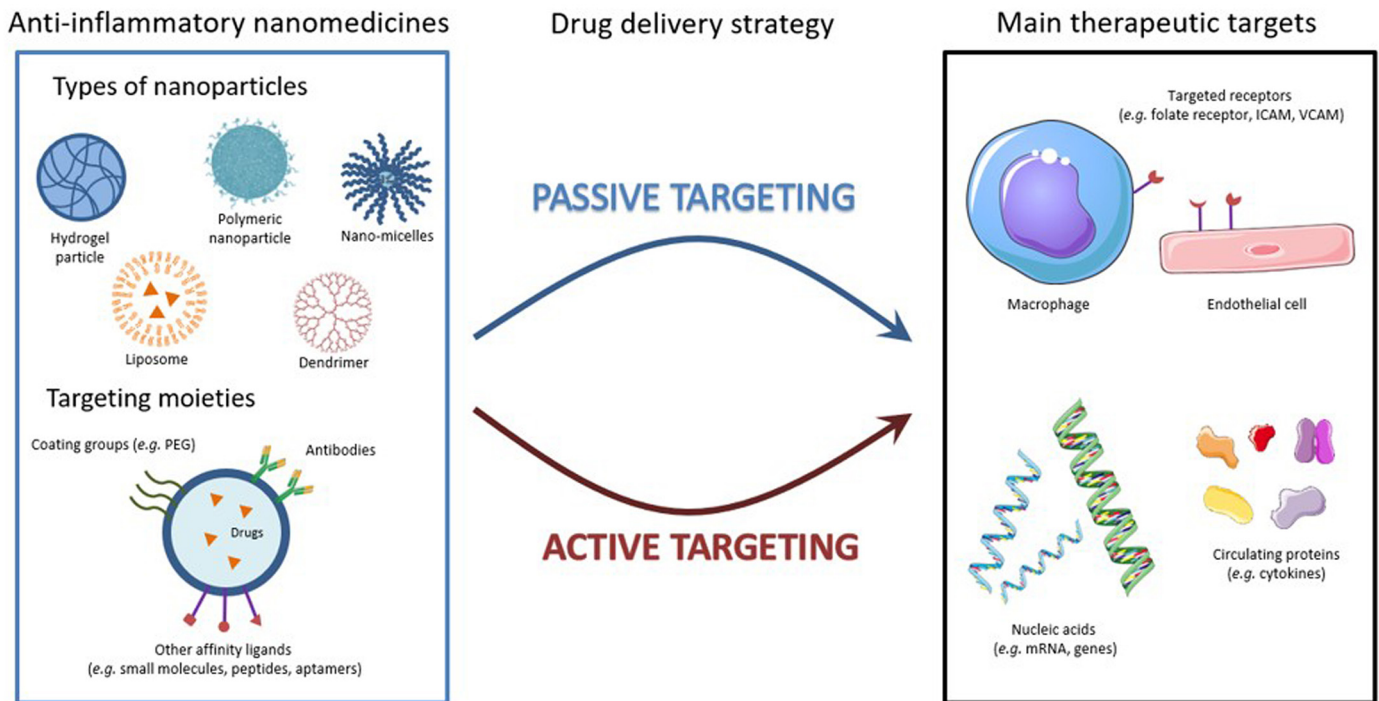 Anti-inflammatory nanomedicines
Drug delivery strategy
Main therapeutic targets
Types of nanoparticles
Hydrogel
particle
Polymeric
nanoparticle
Nano-micelles
Liposome
Dendrimer
Targeting moieties
Coating groups (e.g. PEG)
Antibodies
Drugs
Other affinity ligands
(e.g. small molecules, peptides, aptamers)
PASSIVE TARGETING
ACTIVE TARGETING
Targeted receptors
(e.g. folate receptor, ICAM, VCAM)
Macrophage
Endothelial cell
Nucleic acids
(e.g. mRNA, genes)
Circulating proteins
(e.g. cytokines)